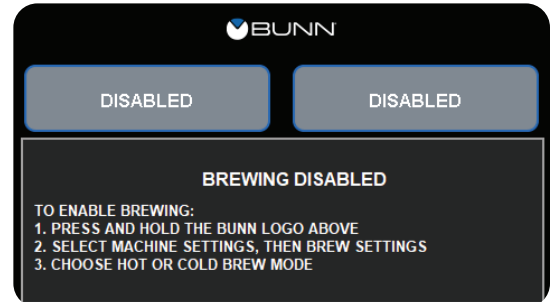 BUNN
DISABLED
DISABLED
BREWING DISABLED
TO ENABLE BREWING:
1. PRESS AND HOLD THE BUNN LOGO ABOVE
2. SELECT MACHINE SETTINGS, THEN BREW SETTINGS
3. CHOOSE HOT OR COLD BREW MODE